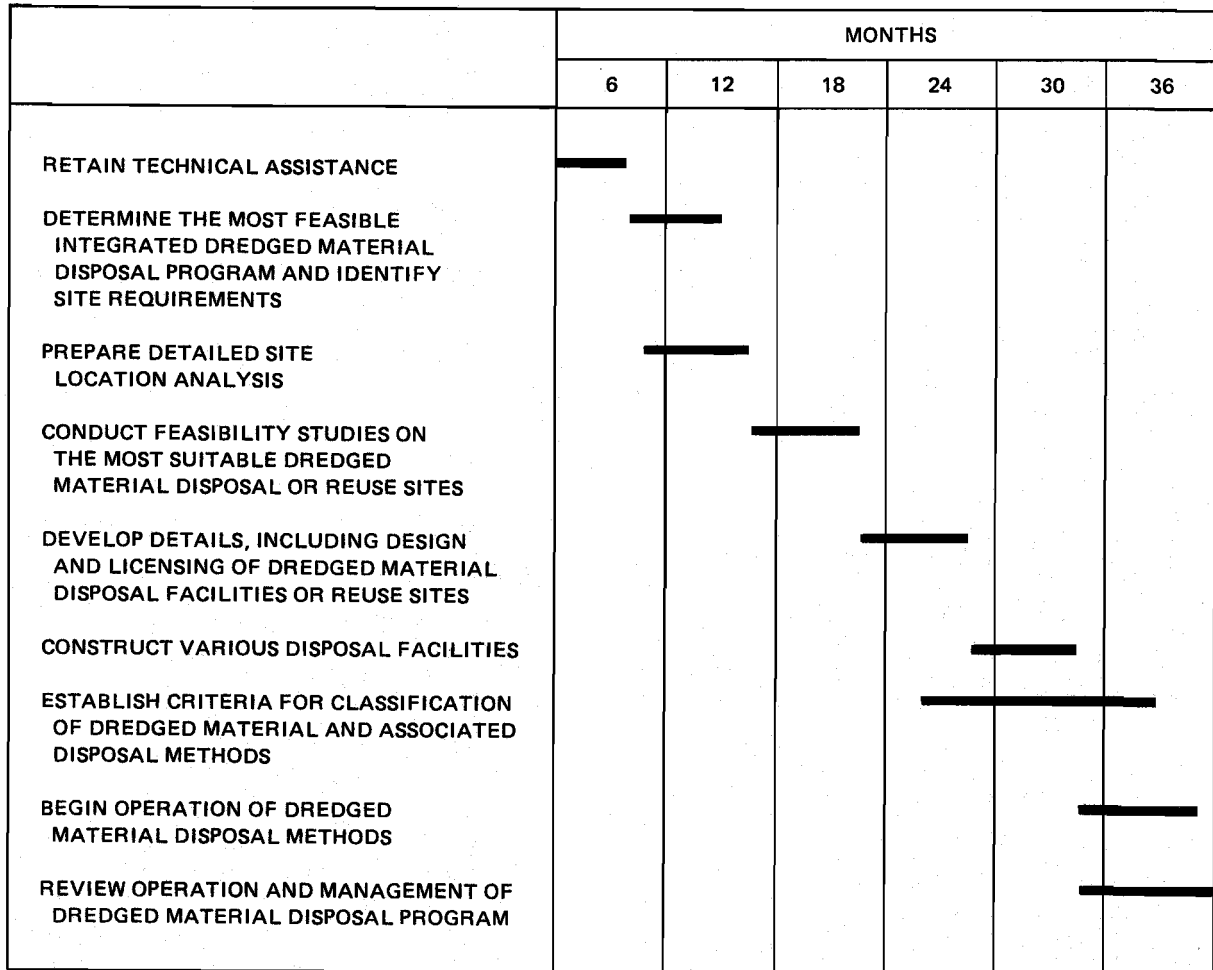 MONTHS
6 12 18 24 30 36
RETAIN TECHNICAL ASSISTANCE
DETERMINE THE MOST FEASIBLE
INTEGRATED DREDGED MATERIAL
DISPOSAL PROGRAM AND IDENTIFY
SITE REQUIREMENTS
PREPARE DETAILED SITE
LOCATION ANALYSIS
CONDUCT FEASIBILITY STUDIES ON
THE MOST SUITABLE DREDGED
MATERIAL DISPOSAL OR REUSE SITES
DEVELOP DETAILS, INCLUDING DESIGN
AND LICENSING OF DREDGED MATERIAL
DISPOSAL FACILITIES OR REUSE SITES
CONSTRUCT VARIOUS DISPOSAL FACILITIES
ESTABLISH CRITERIA FOR CLASSIFICATION
OF DREDGED MATERIAL AND ASSOCIATED
DISPOSAL METHODS
BEGIN OPERATION OF DREDGED
MATERIAL DISPOSAL METHODS
REVIEW OPERATION AND MANAGEMENT OF
DREDGED MATERIAL DISPOSAL PROGRAM